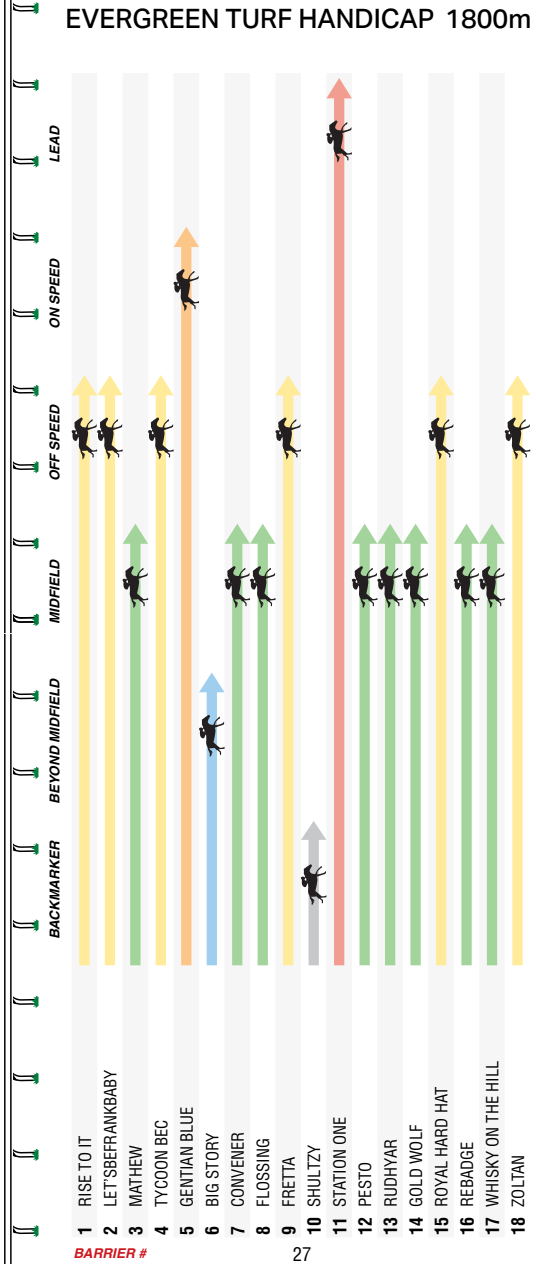 EVERGREEN TURF HANDICAP 1800m
LEAD
ON SPEED
OFF SPEED
MIDFIELD
BEYOND MIDFIELD
BACKMARKER
1 RISE TO IT
2 LET'SBEFRANKBABY
3 MATHEW
4 TYCOON BEC
5 GENTIAN BLUE
6 BIG STORY
7 CONVENER
8 FLOSSING
9 FRETTA
10 SHULTZY
11 STATION ONE
12 PESTO
13 RUDHYAR
14 GOLD WOLF
15 ROYAL HARD HAT
16 REBADGE
17 WHISKY ON THE HILL
18 ZOLTAN
BARRIER #
27